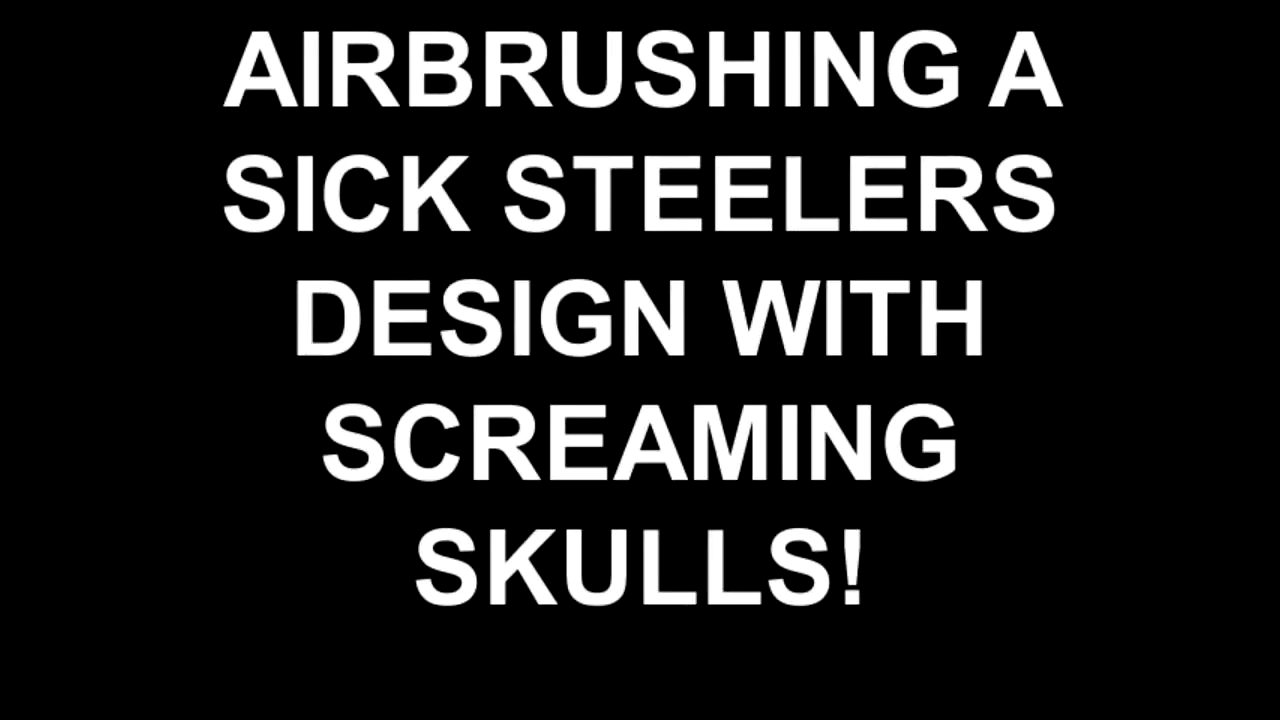 AIRBRUSHING A
SICK STEELERS
DESIGN WITH
SCREAMING
SKULLS!